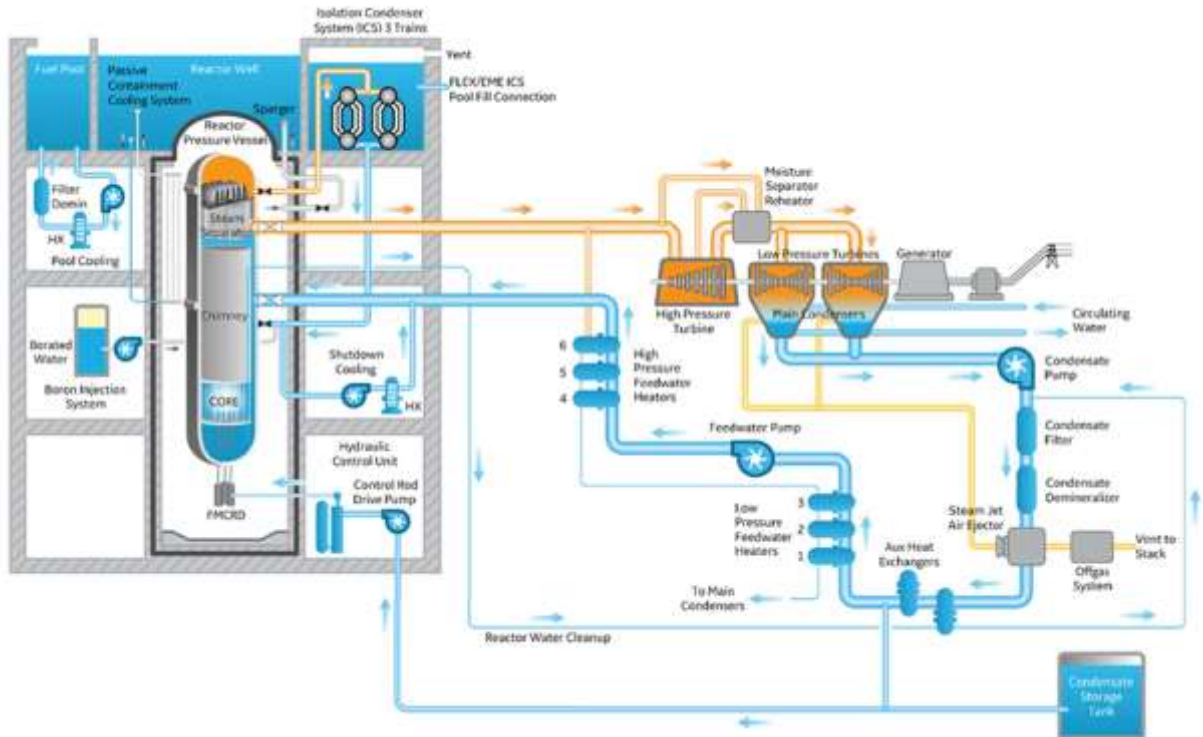 Isolation Condenser
System (ICS) 3 Trains
Vent
FLEX/EME ICS
Pool Fill Connection
Fuel Pool
Passive
Containment
Cooling System
Reactor Well
Sparger
Reactor
Pressure Vessel
Filter
Demin
HX
Pool Cooling
Steam
Moisture
Separator
Reheater
Low Pressure Turbines
Generator
High Pressure
Turbine
Plain Condensers
Circulating
Water
Chimney
Borated
Water
Boron Injection
System
Shutdown
Cooling
HX
CORE
6
5
4
High
Pressure
Feedwater
Heaters
Condensate
Pump
Feedwater Pump
Condensate
Filter
Condensate
Demineralizer
Hydraulic
Control Unit
Control Rod
Drive Pump
FMCRD
3
2
1
Low
Pressure
Feedwater
Heaters
Steam Jet
Air Ejector
Aux Heat
Exchangers
Offgas
System
Vent to
Stack
To Main
Condensers
Reactor Water Cleanup
Condensate
Storage
Tank